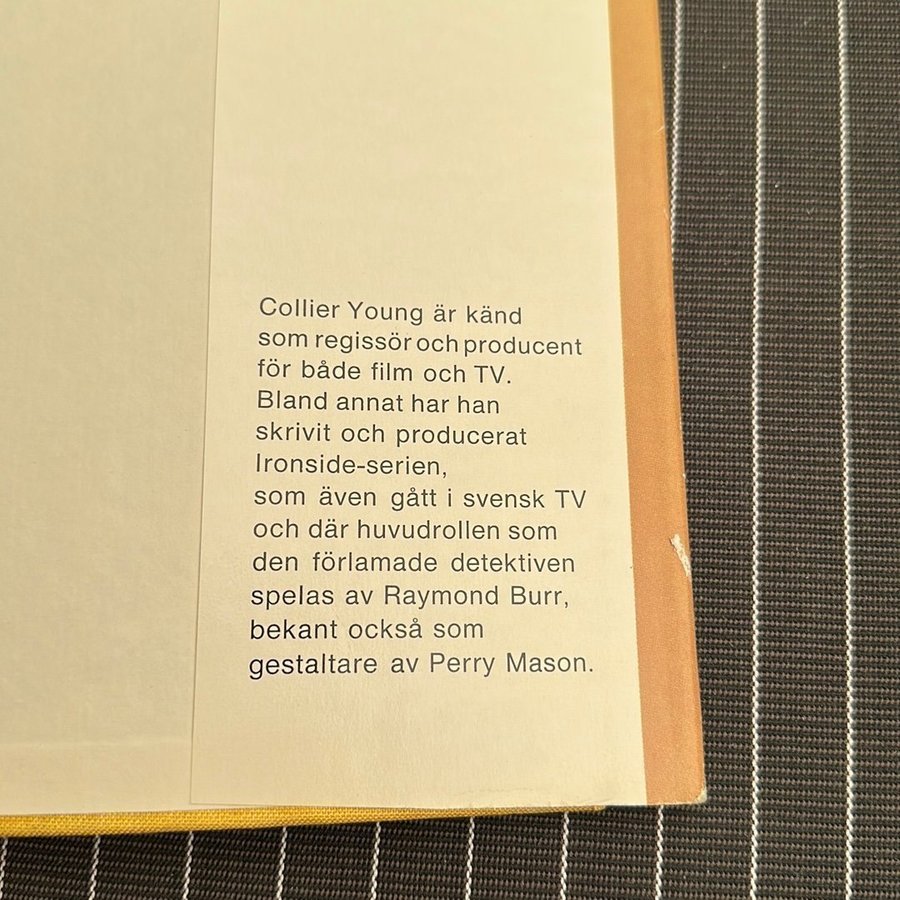 Collier Young är känd
som regissör och producent
för både film och TV.
Bland annat har han
skrivit och producerat
Ironside-serien,
som även gått i svensk TV
och där huvudrollen som
den förlamade detektiven
spelas av Raymond Burr,
bekant också som
gestaltare av Perry Mason.